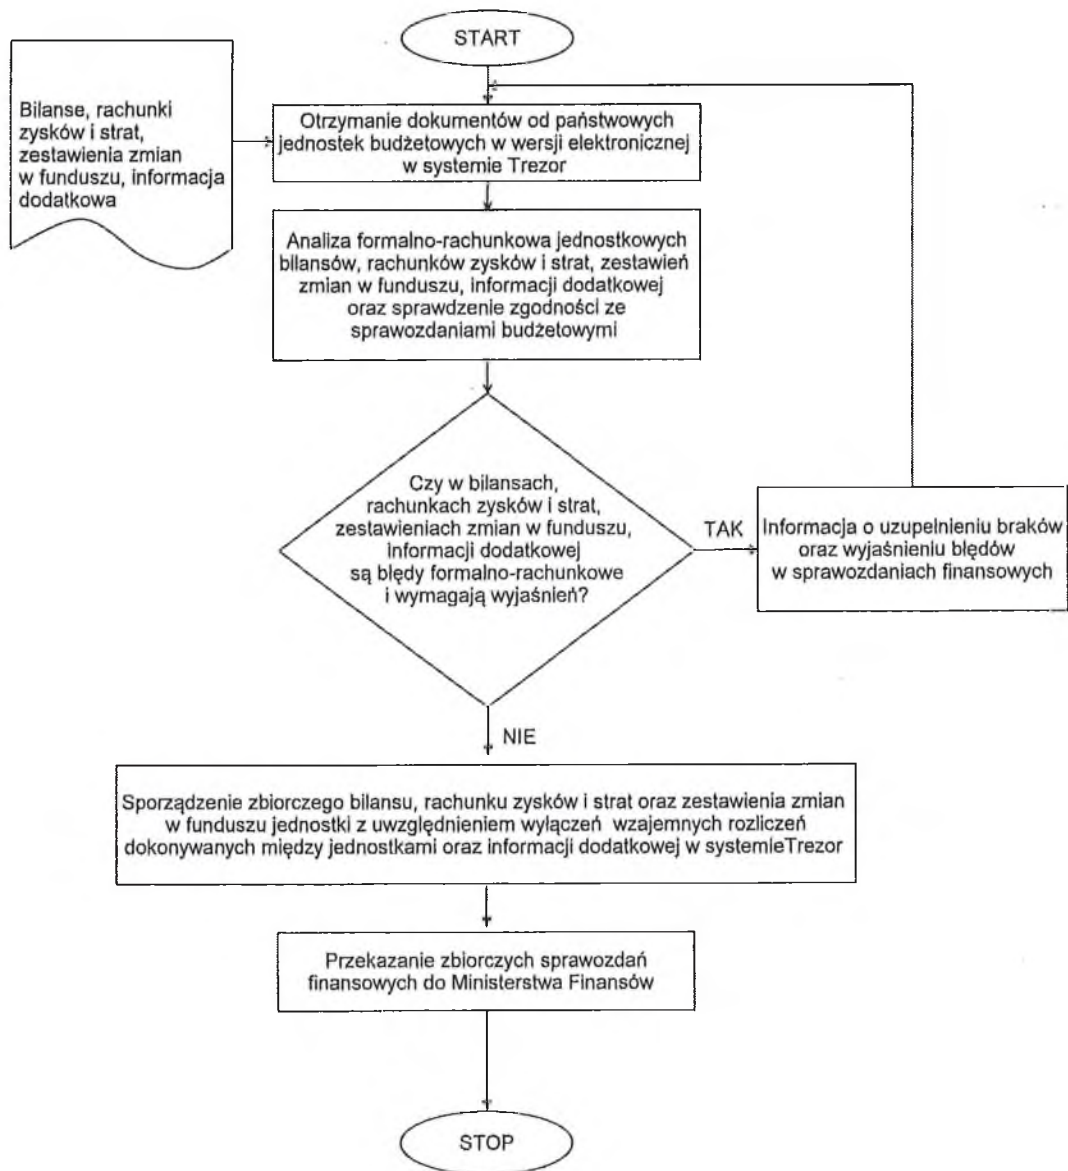 START
Bilanse, rachunki
zysków i strat,
zestawienia zmian
w funduszu, informacja
dodatkowa
Otrzymanie dokumentów od państwowych
jednostek budżetowych w wersji elektronicznej
w systemie Trezor
Analiza formalno-rachunkowa jednostkowych
bilansów, rachunków zysków i strat, zestawień
zmian w funduszu, informacji dodatkowej
oraz sprawdzenie zgodności ze
sprawozdaniami budżetowymi
Czy w bilansach,
rachunkach zysków i strat,
zestawieniach zmian w funduszu,
informacji dodatkowej
są błędy formalno-rachunkowe
i wymagają wyjaśnień?
TAK
Informacja o uzupełnieniu braków
oraz wyjaśnieniu błędów
w sprawozdaniach finansowych
NIE
Sporządzenie zbiorczego bilansu, rachunku zysków i strat oraz zestawienia zmian
w funduszu jednostki z uwzględnieniem wyłączeń wzajemnych rozliczeń
dokonywanych między jednostkami oraz informacji dodatkowej w systemieTrezor
Przekazanie zbiorczych sprawozdań
finansowych do Ministerstwa Finansów
STOP